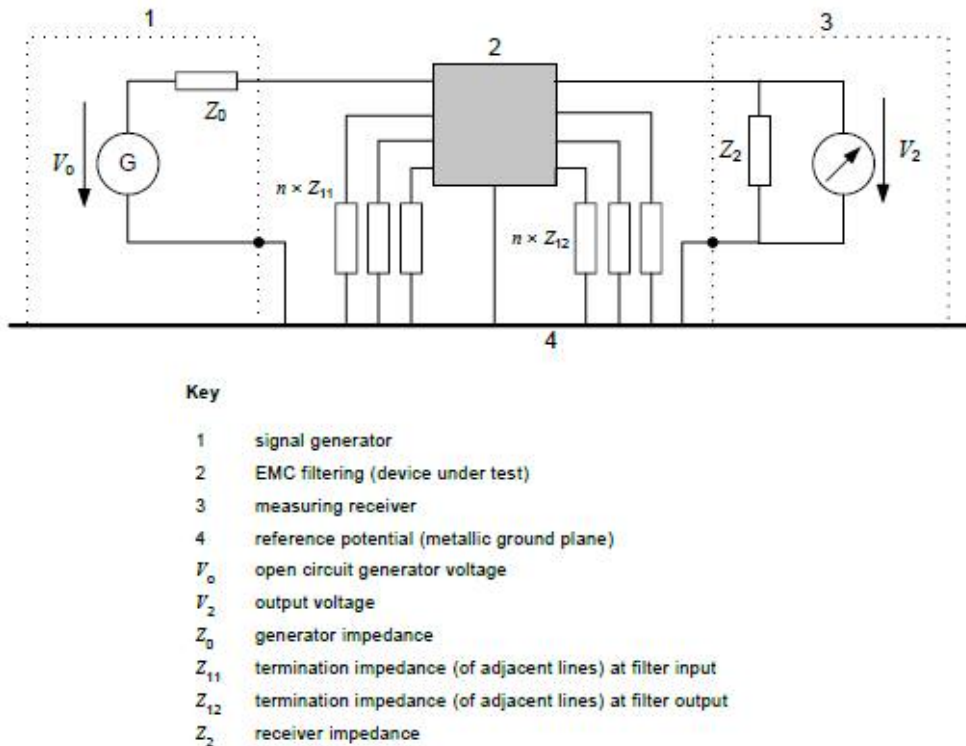 1
2
3
Z0
V0
G
Z2
V2
n × Z11
n × Z12
4
Key
1 signal generator
2 EMC filtering (device under test)
3 measuring receiver
4 reference potential (metallic ground plane)
Vo open circuit generator voltage
V2 output voltage
Z0 generator impedance
Z11 termination impedance (of adjacent lines) at filter input
Z12 termination impedance (of adjacent lines) at filter output
Z2 receiver impedance